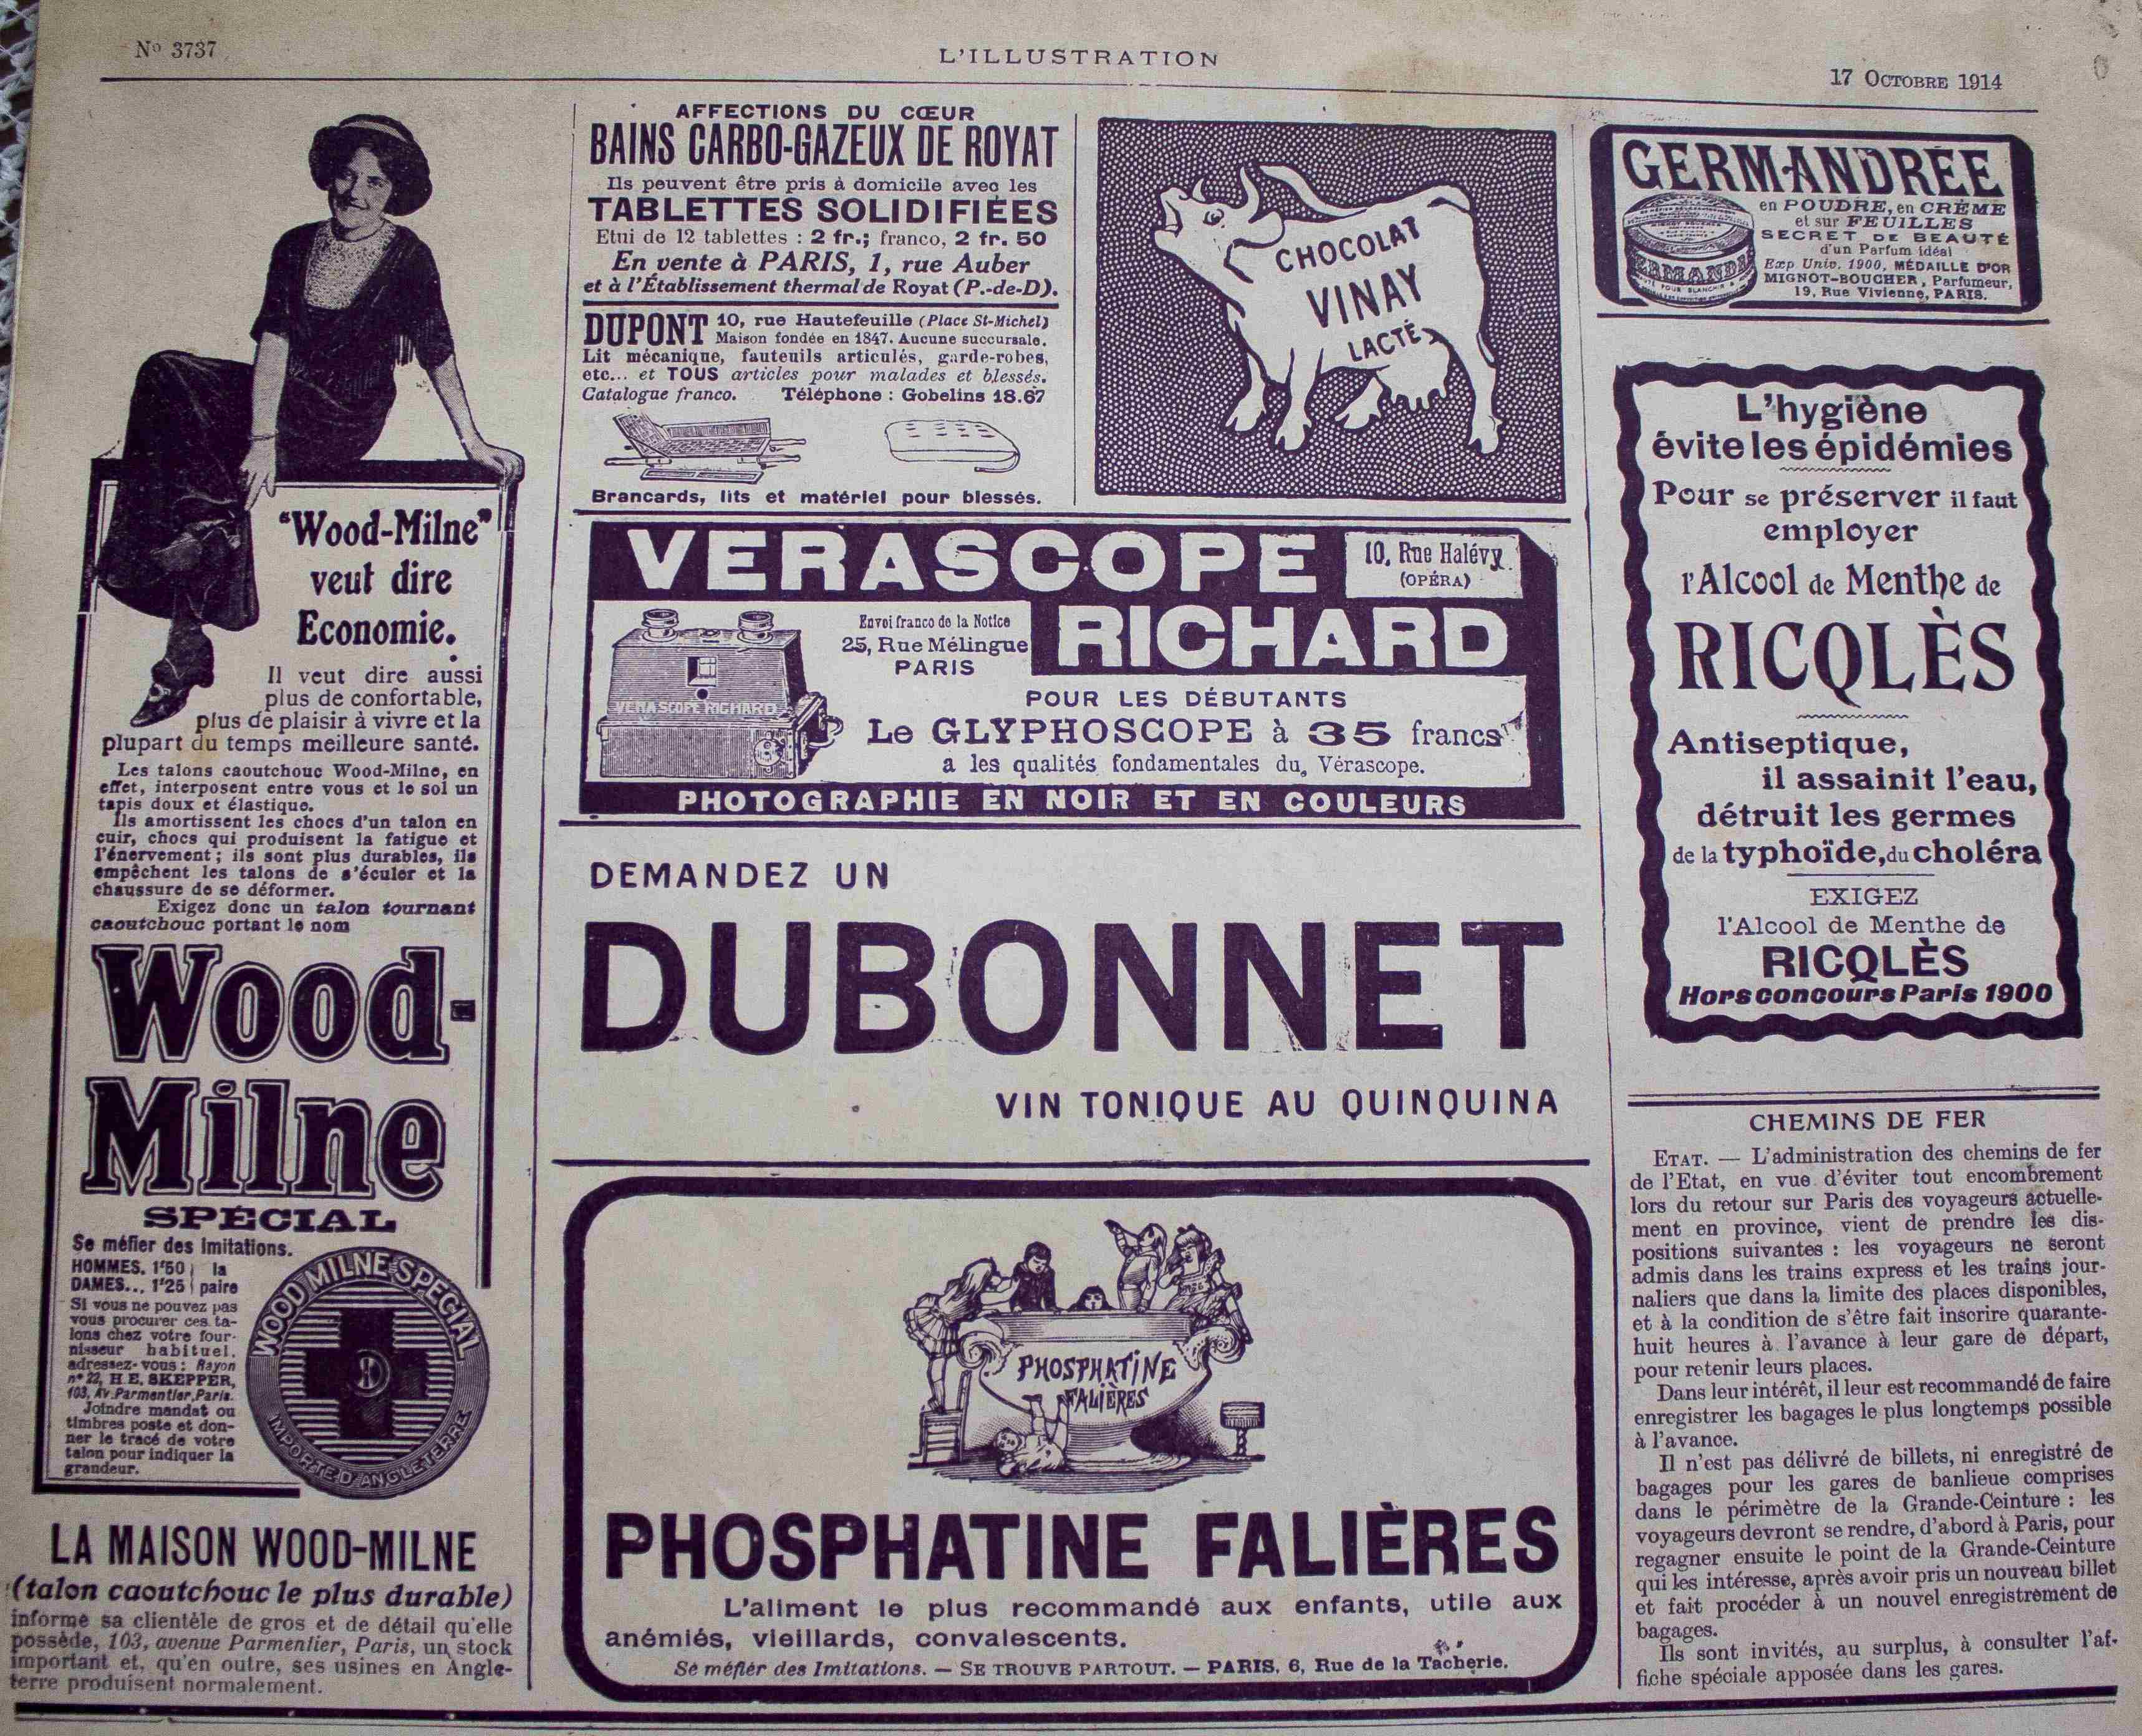 No 3737
L'ILLUSTRATION
17 OCTOBRE 1914
"Wood-Milne"
veut dire
Economie.
Il veut dire aussi
plus de confortable,
plus de plaisir à vivre et la
plupart du temps meilleure santé.
Les talons caoutchouc Wood-Milne, en
effet, interposent entre vous et le sol un
tapis doux et élastique.
Ils amortissent les chocs d'un talon en
cuir, chocs qui produisent la fatigue et
l'énervement; ils sont plus durables, ils
empêchent les talons de s'éculer et la
chaussure de se déformer.
Exigez donc un talon tournant
caoutchouc portant le nom
Wood-
Milne
SPÉCIAL
Se méfier des Imitations.
HOMMES. 1f50 la
DAMES... 1f25 paire
Si vous ne pouvez pas
vous procurer ces ta-
lons chez votre four-
nisseur habituel,
adressez-vous: Rayon
n° 22, H.E. SKEPPER,
103, Av. Parmentier, Paris.
Joindre mandat ou
timbres poste et don-
ner le tracé de votre
talon pour indiquer la
grandeur.
WOOD MILNE SPECIAL
IMPORTÉ D'ANGLETERRE
LA MAISON WOOD-MILNE
(talon caoutchouc le plus durable)
informe sa clientèle de gros et de détail qu'elle
possède, 103, avenue Parmentier, Paris, un stock
important et, qu'en outre, ses usines en Angle-
terre produisent normalement.
AFFECTIONS DU CŒUR
BAINS CARBO-GAZEUX DE ROYAT
Ils peuvent être pris à domicile avec les
TABLETTES SOLIDIFIÉES
Etui de 12 tablettes : 2 fr.; franco, 2 fr. 50
En vente à PARIS, 1, rue Auber
et à l'Établissement thermal de Royat (P.-de-D).
DUPONT 10, rue Hautefeuille (Place St-Michel)
Maison fondée en 1847. Aucune succursale.
Lit mécanique, fauteuils articulés, garde-robes,
etc... et TOUS articles pour malades et blessés.
Catalogue franco. Téléphone : Gobelins 18.67
Brancards, lits et matériel pour blessés.
CHOCOLAT
VINAY
LACTÉ
VERASCOPE
10, Rue Halévy
(OPÉRA)
RICHARD
Envoi franco de la Notice
25, Rue Mélingue
PARIS
VERASCOPE RICHARD
POUR LES DÉBUTANTS
Le GLYPHOSCOPE à 35 francs
a les qualités fondamentales du Vérascope.
PHOTOGRAPHIE EN NOIR ET EN COULEURS
DEMANDEZ UN
DUBONNET
VIN TONIQUE AU QUINQUINA
PHOSPHATINE
FALIÈRES
PHOSPHATINE FALIÈRES
L'aliment le plus recommandé aux enfants, utile aux
anémiés, vieillards, convalescents.
Se méfier des Imitations. — SE TROUVE PARTOUT. — PARIS, 6, Rue de la Tacherie.
GERMANDRÉE
en POUDRE, en CRÈME
et sur FEUILLES
SECRET DE BEAUTÉ
d'un Parfum idéal
Exp Univ. 1900, MÉDAILLE D'OR
MIGNOT-BOUCHER, Parfumeur,
19, Rue Vivienne, PARIS.
L'hygiène
évite les épidémies
Pour se préserver il faut
employer
l'Alcool de Menthe de
RICQLÈS
Antiseptique,
il assainit l'eau,
détruit les germes
de la typhoïde, du choléra
EXIGEZ
l'Alcool de Menthe de
RICQLÈS
Hors concours Paris 1900
CHEMINS DE FER
ETAT. — L'administration des chemins de fer
de l'Etat, en vue d'éviter tout encombrement
lors du retour sur Paris des voyageurs actuelle-
ment en province, vient de prendre les dis-
positions suivantes : les voyageurs ne seront
admis dans les trains express et les trains jour-
naliers que dans la limite des places disponibles,
et à la condition de s'être fait inscrire quarante-
huit heures à l'avance à leur gare de départ,
pour retenir leurs places.
Dans leur intérêt, il leur est recommandé de faire
enregistrer les bagages le plus longtemps possible
à l'avance.
Il n'est pas délivré de billets, ni enregistré de
bagages pour les gares de banlieue comprises
dans le périmètre de la Grande-Ceinture : les
voyageurs devront se rendre, d'abord à Paris, pour
regagner ensuite le point de la Grande-Ceinture
qui les intéresse, après avoir pris un nouveau billet
et fait procéder à un nouvel enregistrement de
bagages.
Ils sont invités, au surplus, à consulter l'af-
fiche spéciale apposée dans les gares.